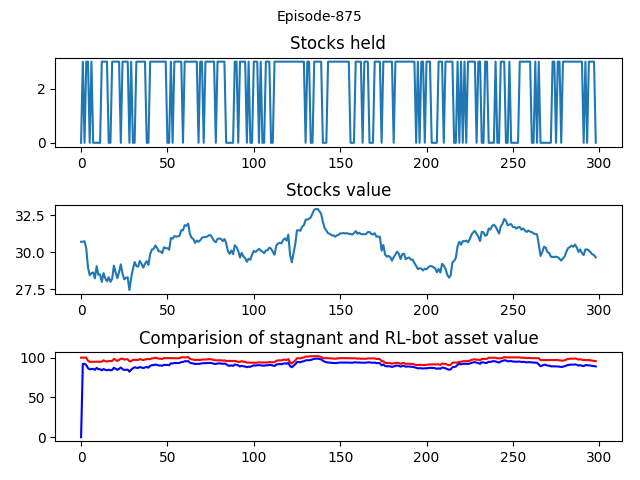 Episode-875
Stocks held
2
0
0 50 100 150 200 250 300
Stocks value
32.5
30.0
27.5
0 50 100 150 200 250 300
Comparision of stagnant and RL-bot asset value
100
50
0
0 50 100 150 200 250 300